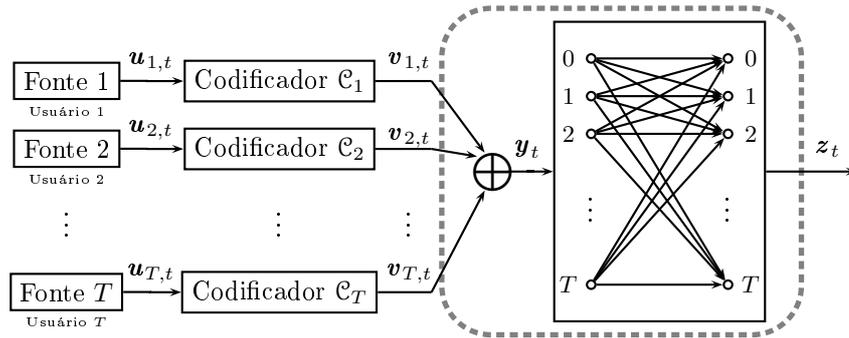 Fonte 1 u1,t Codificador C1 v1,t
Usuário 1
Fonte 2 u2,t Codificador C2 v2,t
Usuário 2
⋮ ⋮ ⋮
Fonte T uT,t Codificador CT vT,t
Usuário T
yt
0 0
1 1
2 2
⋮ ⋮
T T
zt